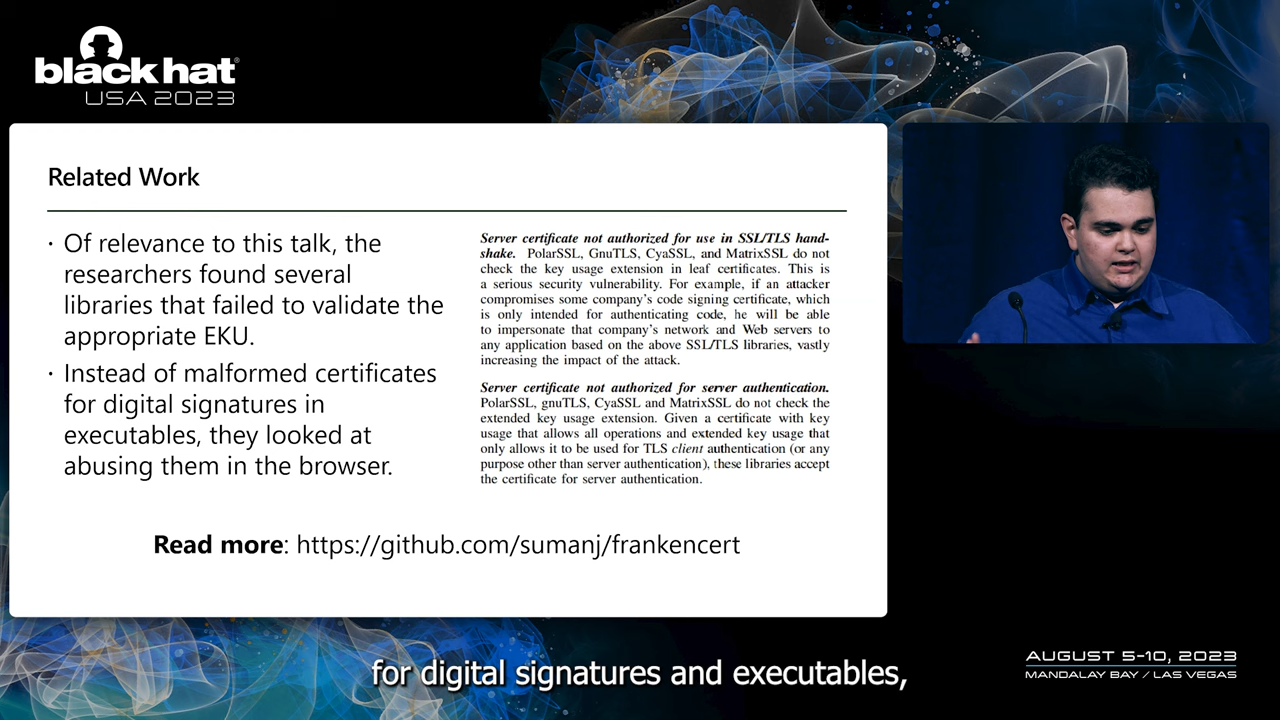 black hat®
USA 2023
Related Work
· Of relevance to this talk, the
researchers found several
libraries that failed to validate the
appropriate EKU.
· Instead of malformed certificates
for digital signatures in
executables, they looked at
abusing them in the browser.
Server certificate not authorized for use in SSL/TLS hand-
shake. PolarSSL, GnuTLS, CyaSSL, and MatrixSSL do not
check the key usage extension in leaf certificates. This is
a serious security vulnerability. For example, if an attacker
compromises some company's code signing certificate, which
is only intended for authenticating code, he will be able
to impersonate that company's network and Web servers to
any application based on the above SSL/TLS libraries, vastly
increasing the impact of the attack.
Server certificate not authorized for server authentication.
PolarSSL, gnuTLS, CyaSSL and MatrixSSL do not check the
extended key usage extension. Given a certificate with key
usage that allows all operations and extended key usage that
only allows it to be used for TLS client authentication (or any
purpose other than server authentication), these libraries accept
the certificate for server authentication.
Read more: https://github.com/sumanj/frankencert
for digital signatures and executables,
AUGUST 5-10, 2023
MANDALAY BAY / LAS VEGAS